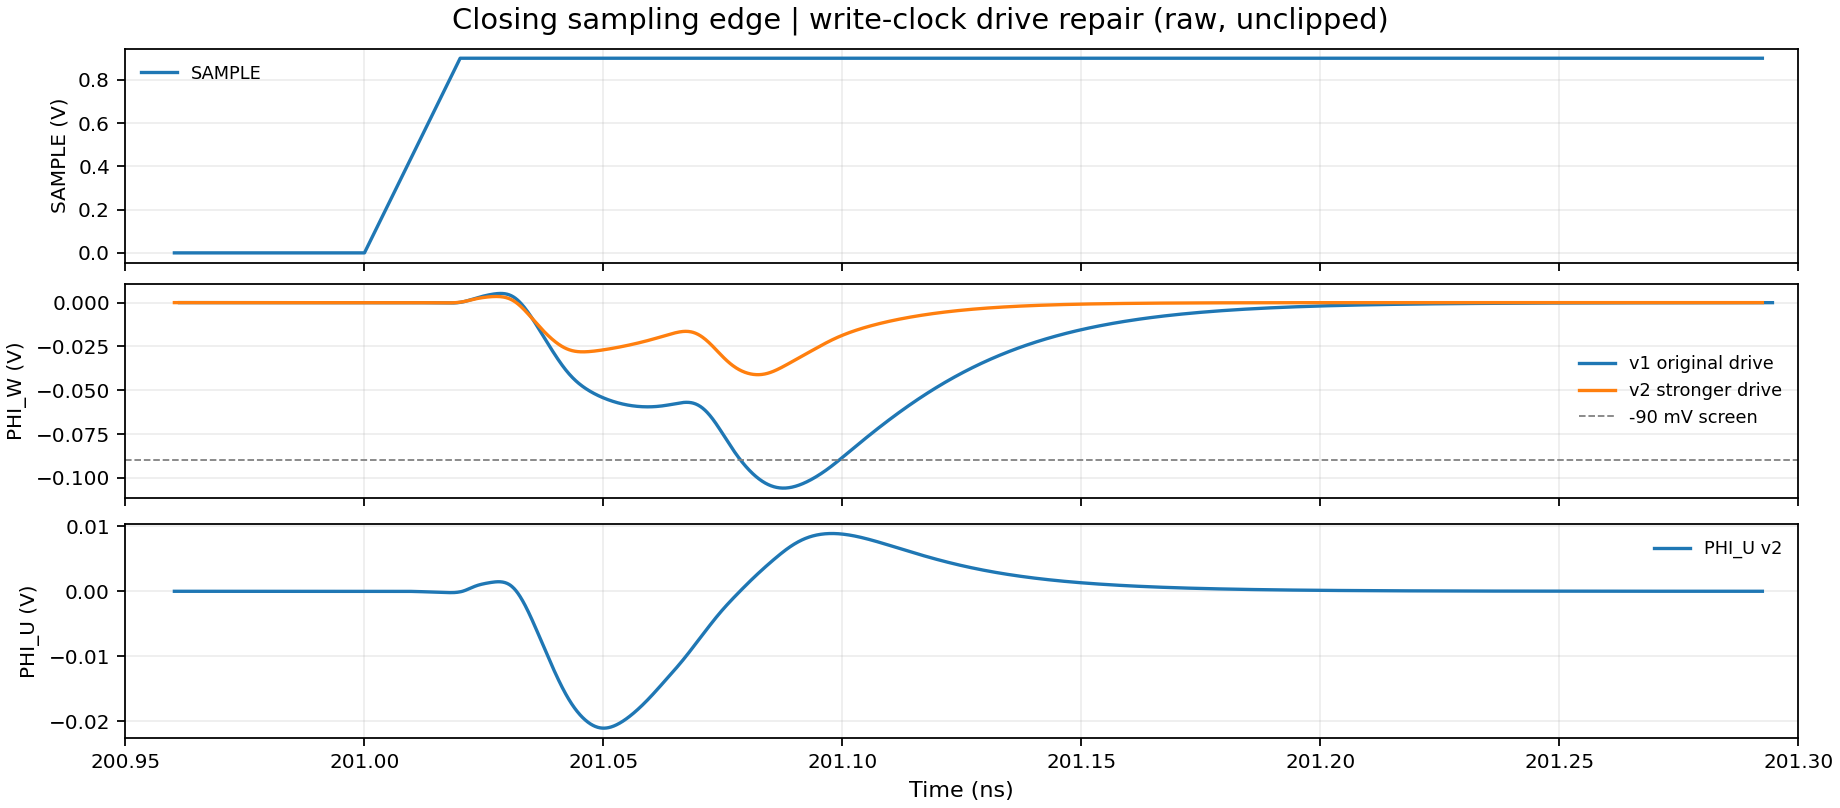 Closing sampling edge | write-clock drive repair (raw, unclipped)
SAMPLE (V)
0.8
0.6
0.4
0.2
0.0
SAMPLE
PHI_W (V)
0.000
−0.025
−0.050
−0.075
−0.100
v1 original drive
v2 stronger drive
-90 mV screen
PHI_U (V)
0.01
0.00
−0.01
−0.02
PHI_U v2
200.95 201.00 201.05 201.10 201.15 201.20 201.25 201.30
Time (ns)